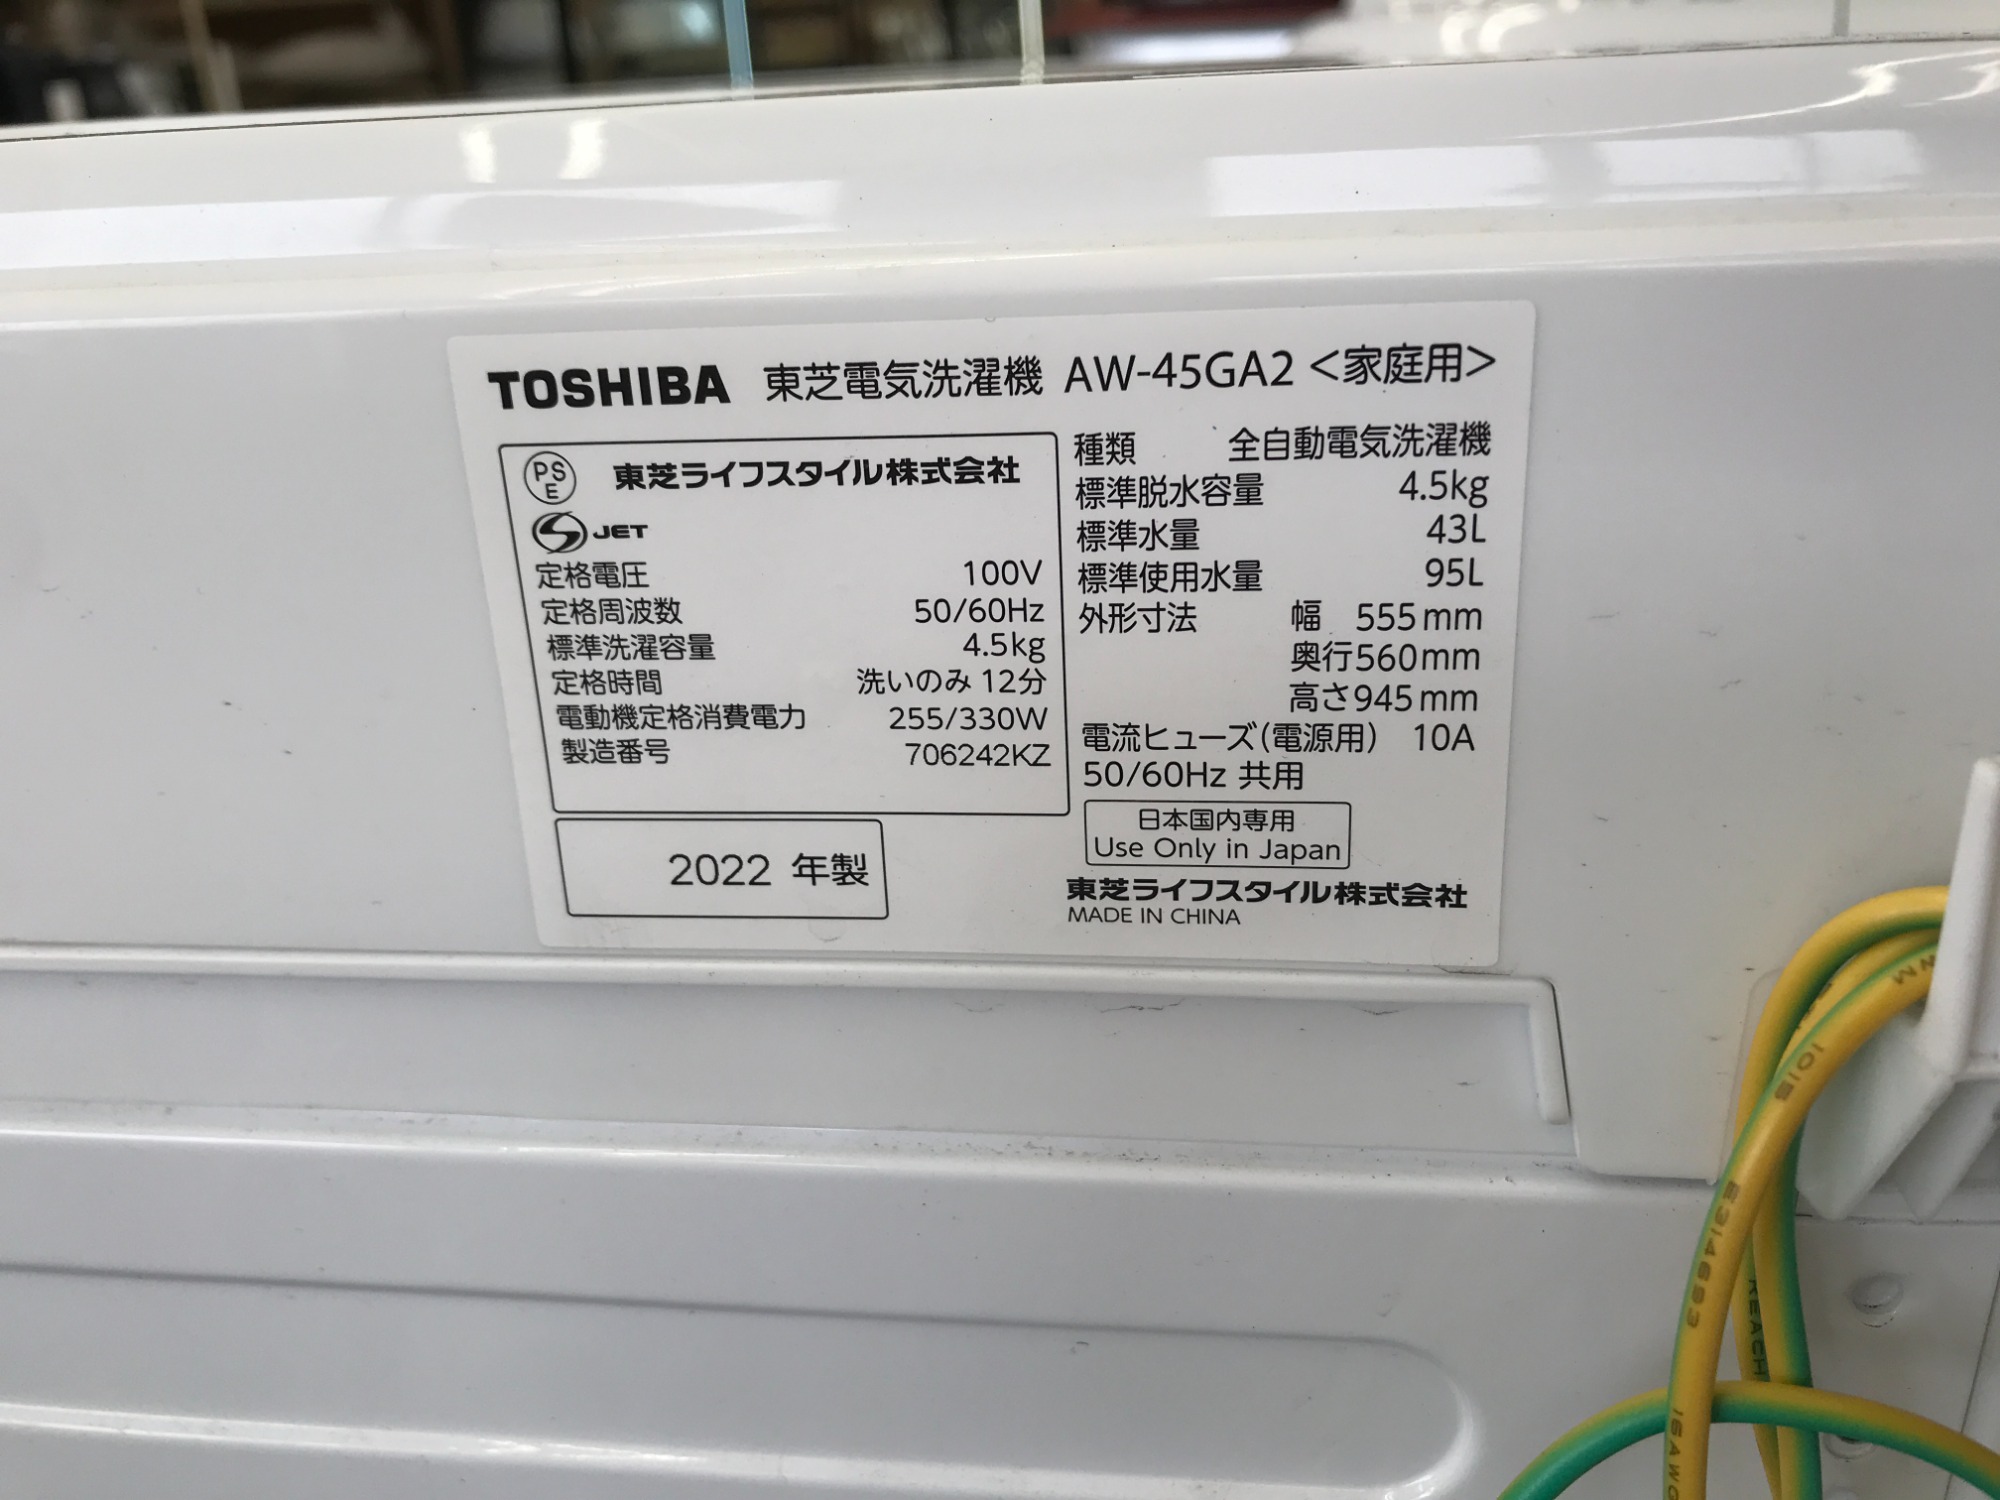 TOSHIBA 東芝電気洗濯機 AW-45GA2 <家庭用>
PSE 東芝ライフスタイル株式会社
JET
定格電圧 100V
定格周波数 50/60Hz
標準洗濯容量 4.5kg
定格時間 洗いのみ 12分
電動機定格消費電力 255/330W
製造番号 706242KZ
2022 年製
種類 全自動電気洗濯機
標準脱水容量 4.5kg
標準水量 43L
標準使用水量 95L
外形寸法 幅 555mm
奥行560mm
高さ945mm
電流ヒューズ(電源用) 10A
50/60Hz 共用
日本国内専用
Use Only in Japan
東芝ライフスタイル株式会社
MADE IN CHINA
1015
E314693
REACH
16AWG